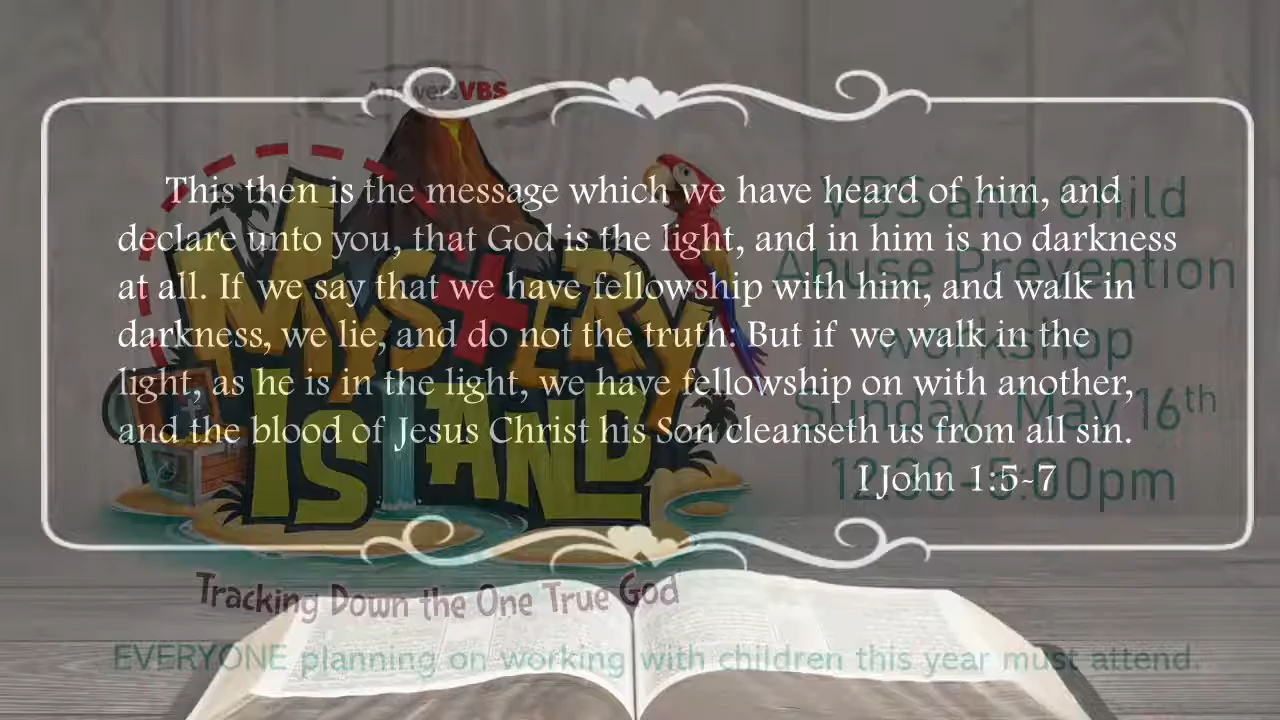 AnswersVBS
This then is the message which we have heard of him, and
declare unto you, that God is the light, and in him is no darkness
at all. If we say that we have fellowship with him, and walk in
darkness, we lie, and do not the truth: But if we walk in the
light, as he is in the light, we have fellowship on with another,
and the blood of Jesus Christ his Son cleanseth us from all sin.
I John 1:5-7
MYSTERY
ISLAND
Tracking Down the One True God
VBS and Child
Abuse Prevention
workshop
Sunday, May 16th
12:00-5:00pm
EVERYONE planning on working with children this year must attend.